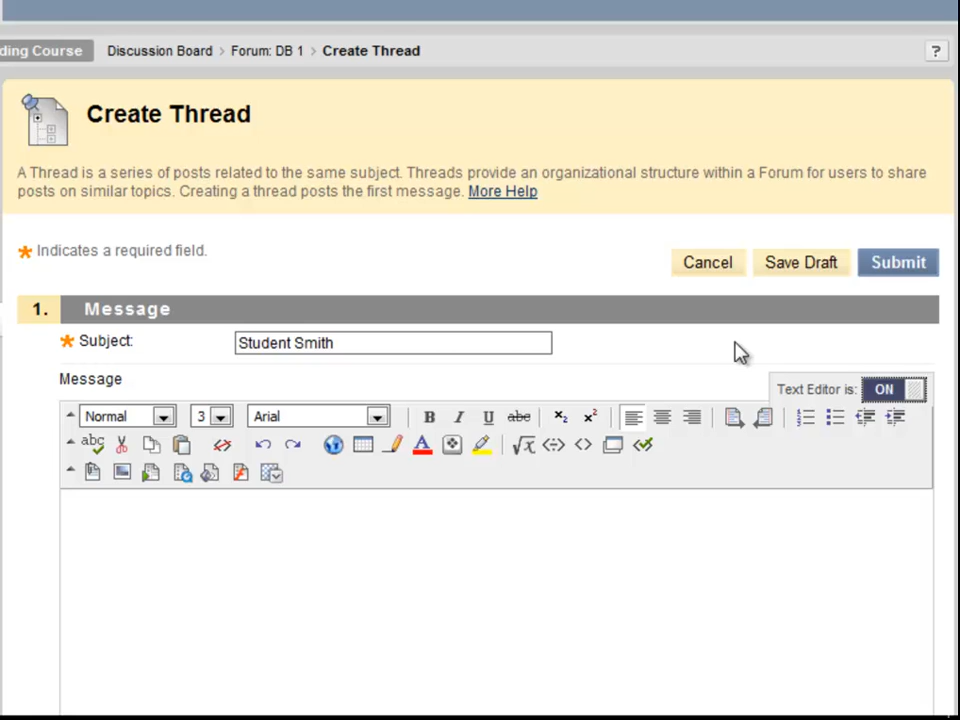 ding Course Discussion Board > Forum: DB 1 > Create Thread ?
Create Thread
A Thread is a series of posts related to the same subject. Threads provide an organizational structure within a Forum for users to share
posts on similar topics. Creating a thread posts the first message. More Help
* Indicates a required field.
Cancel Save Draft Submit
1. Message
* Subject: Student Smith
Message
Text Editor is: ON
Normal 3 Arial B I U abc x₂ x²
abc